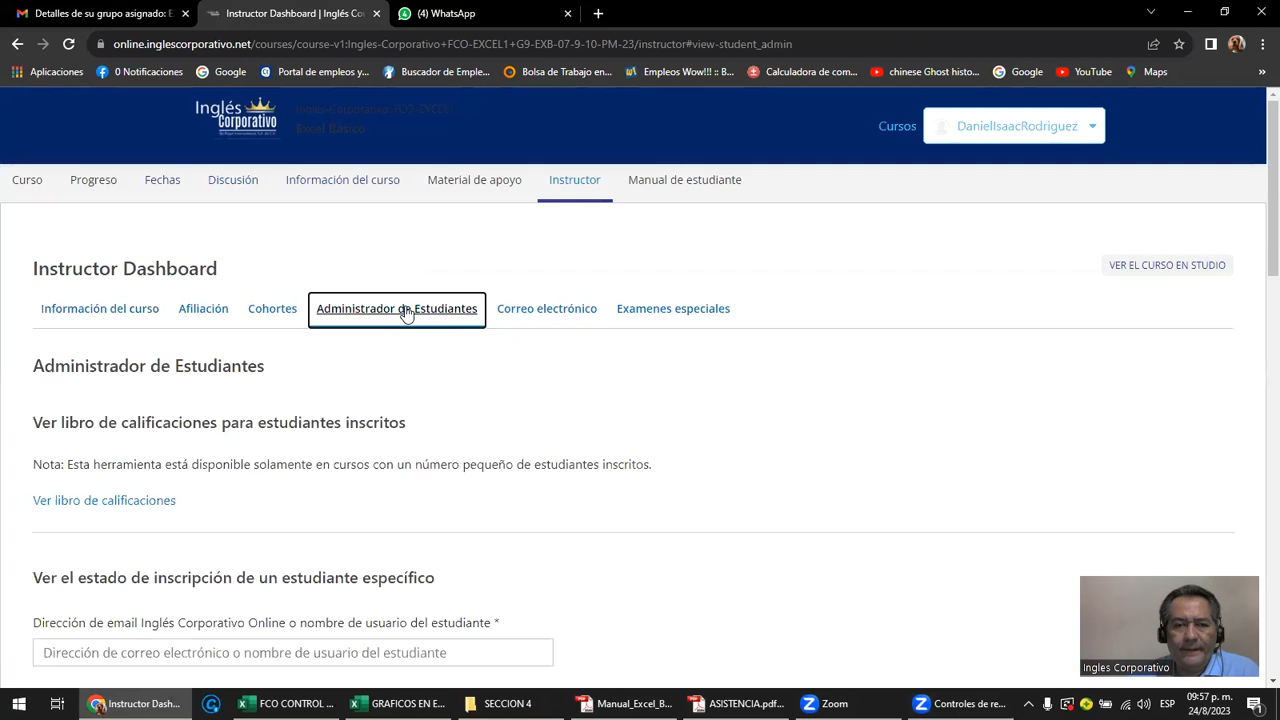 Detalles de su grupo asignado: E
Instructor Dashboard | Inglés Co
(4) WhatsApp
online.inglescorporativo.net/courses/course-v1:Ingles-Corporativo+FCO-EXCEL1+G9-EXB-07-9-10-PM-23/instructor#view-student_admin
Aplicaciones
0 Notificaciones
Google
Portal de empleos y...
Buscador de Emple...
Bolsa de Trabajo en...
Empleos Wow!!! :: B...
Calculadora de com...
chinese Ghost histo...
Google
YouTube
Maps
»
Inglés
Corporativo
Excel Básico
Cursos
DanielIsaacRodriguez
Curso
Progreso
Fechas
Discusión
Información del curso
Material de apoyo
Instructor
Manual de estudiante
Instructor Dashboard
VER EL CURSO EN STUDIO
Información del curso
Afiliación
Cohortes
Administrador de Estudiantes
Correo electrónico
Examenes especiales
Administrador de Estudiantes
Ver libro de calificaciones para estudiantes inscritos
Nota: Esta herramienta está disponible solamente en cursos con un número pequeño de estudiantes inscritos.
Ver libro de calificaciones
Ver el estado de inscripción de un estudiante específico
Dirección de email Inglés Corporativo Online o nombre de usuario del estudiante *
Dirección de correo electrónico o nombre de usuario del estudiante
Ingles Corporativo
Instructor Dash...
FCO CONTROL ...
GRAFICOS EN E...
SECCION 4
Manual_Excel_B...
ASISTENCIA.pdf...
Zoom
Controles de re...
ESP
09:57 p. m.
24/8/2023
1